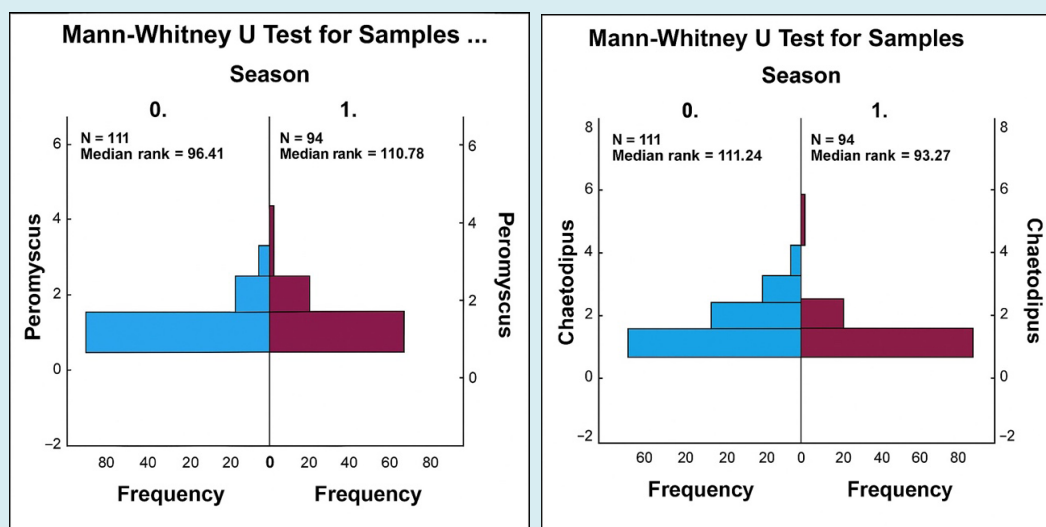 Mann-Whitney U Test for Samples ...
Season
0. 1.
N = 111 N = 94
Median rank = 96.41 Median rank = 110.78
6 6
4 4
2 2
0 0
−2
Peromyscus
Peromyscus
80 40 20 20 0 20 40 60 80
Frequency Frequency
Mann-Whitney U Test for Samples
Season
0. 1.
N = 111 N = 94
Median rank = 111.24 Median rank = 93.27
8 8
6 6
4 4
2 2
0 0
−2 −2
Chaetodipus
Chaetodipus
60 20 20 20 0 20 40 60 80
Frequency Frequency